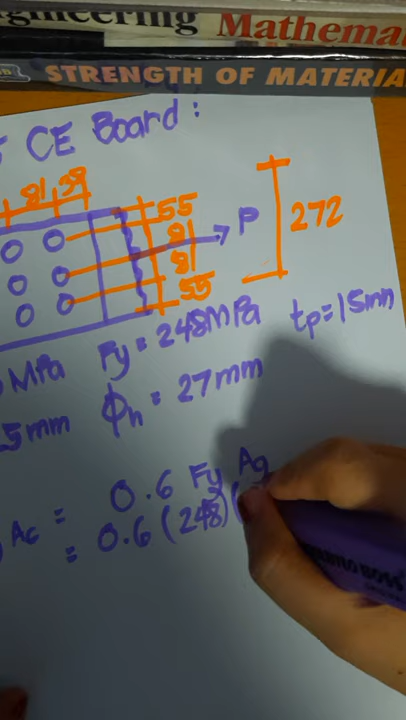 Engineering Mathema
STRENGTH OF MATERIA
CE Board:
81 39
55
P
272
81
81
55
MPa Fy = 248MPa tp=15mm
5mm ϕh = 27mm
Ac = 0.6 Fy Ag
= 0.6 (248)(